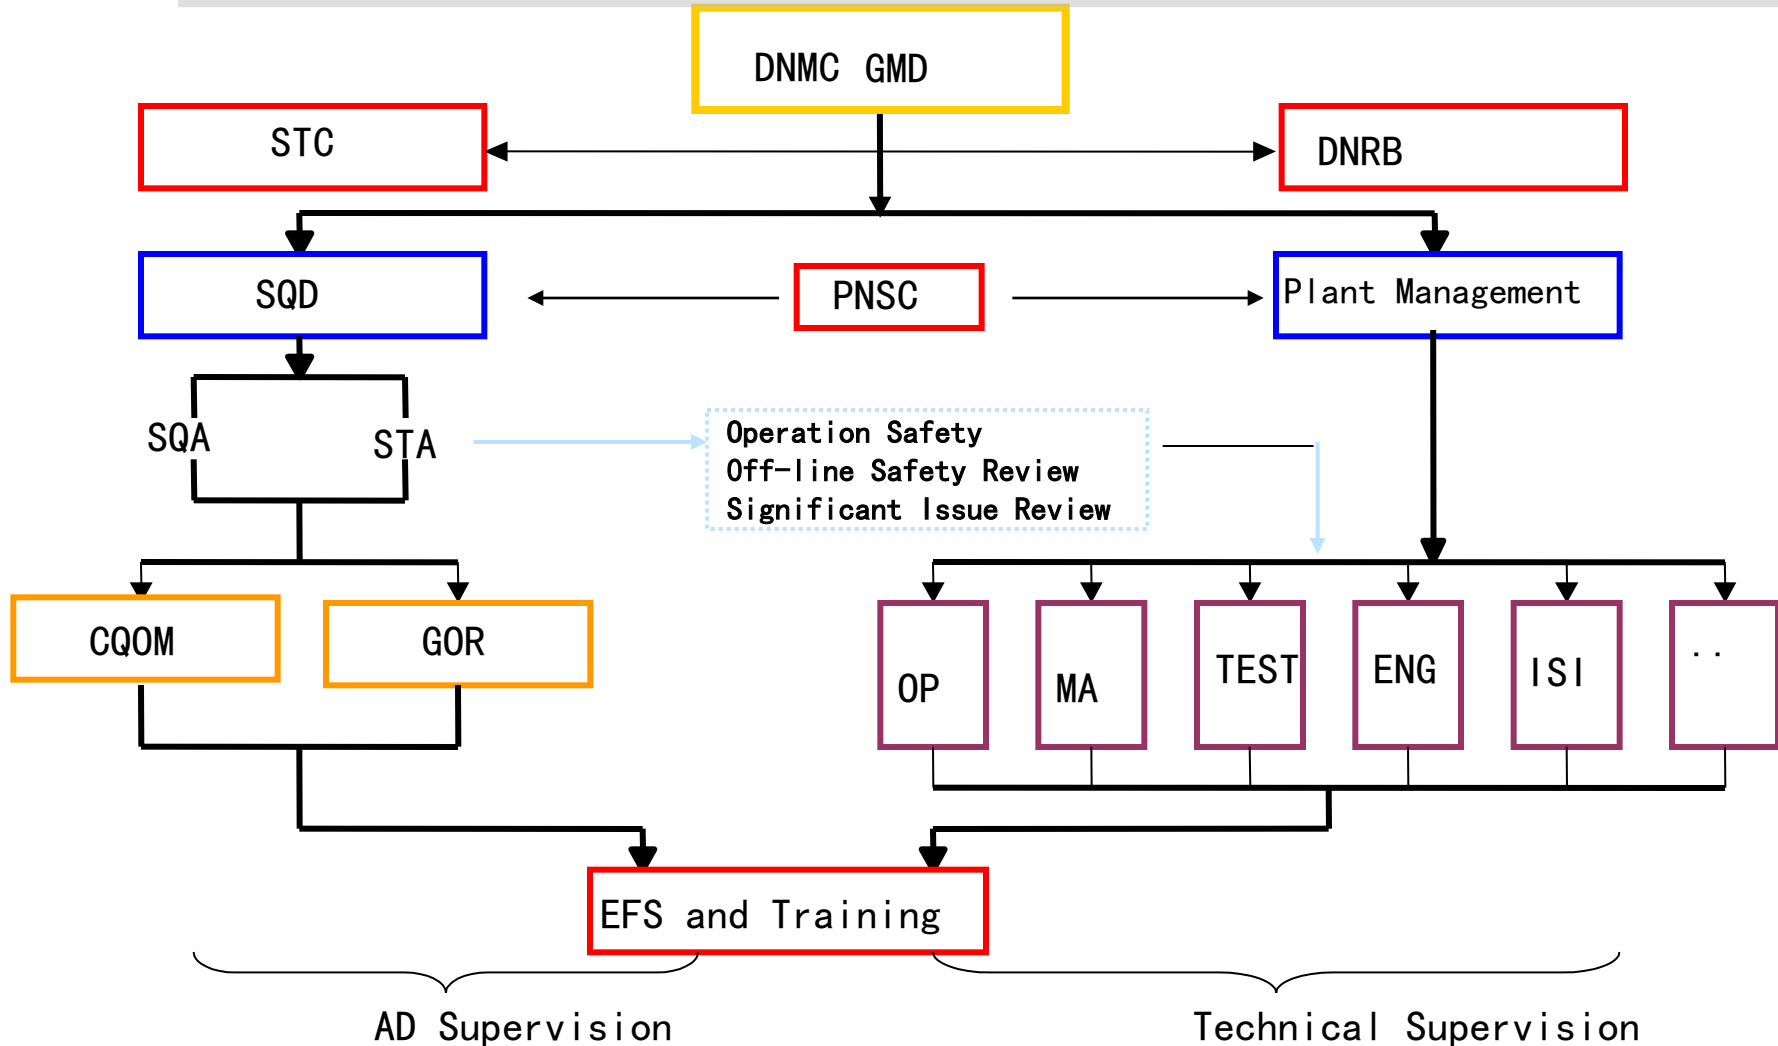 DNMC GMD
STC
DNRB
SQD
PNSC
Plant Management
SQA
STA
Operation Safety
Off-line Safety Review
Significant Issue Review
CQOM
GOR
OP
MA
TEST
ENG
ISI
..
EFS and Training
AD Supervision
Technical Supervision